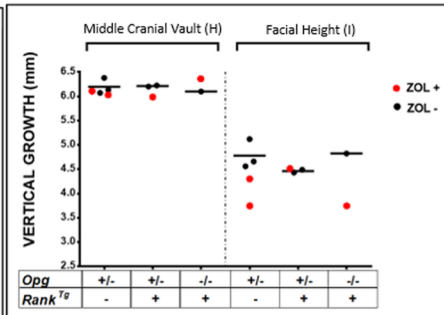 Middle Cranial Vault (H) Facial Height (I)
ZOL +
ZOL -
VERTICAL GROWTH (mm)
6.5
6.0
5.5
5.0
4.5
4.0
3.5
3.0
2.5
Opg +/- +/- -/- +/- +/- -/-
Rank Tg - + + - + +